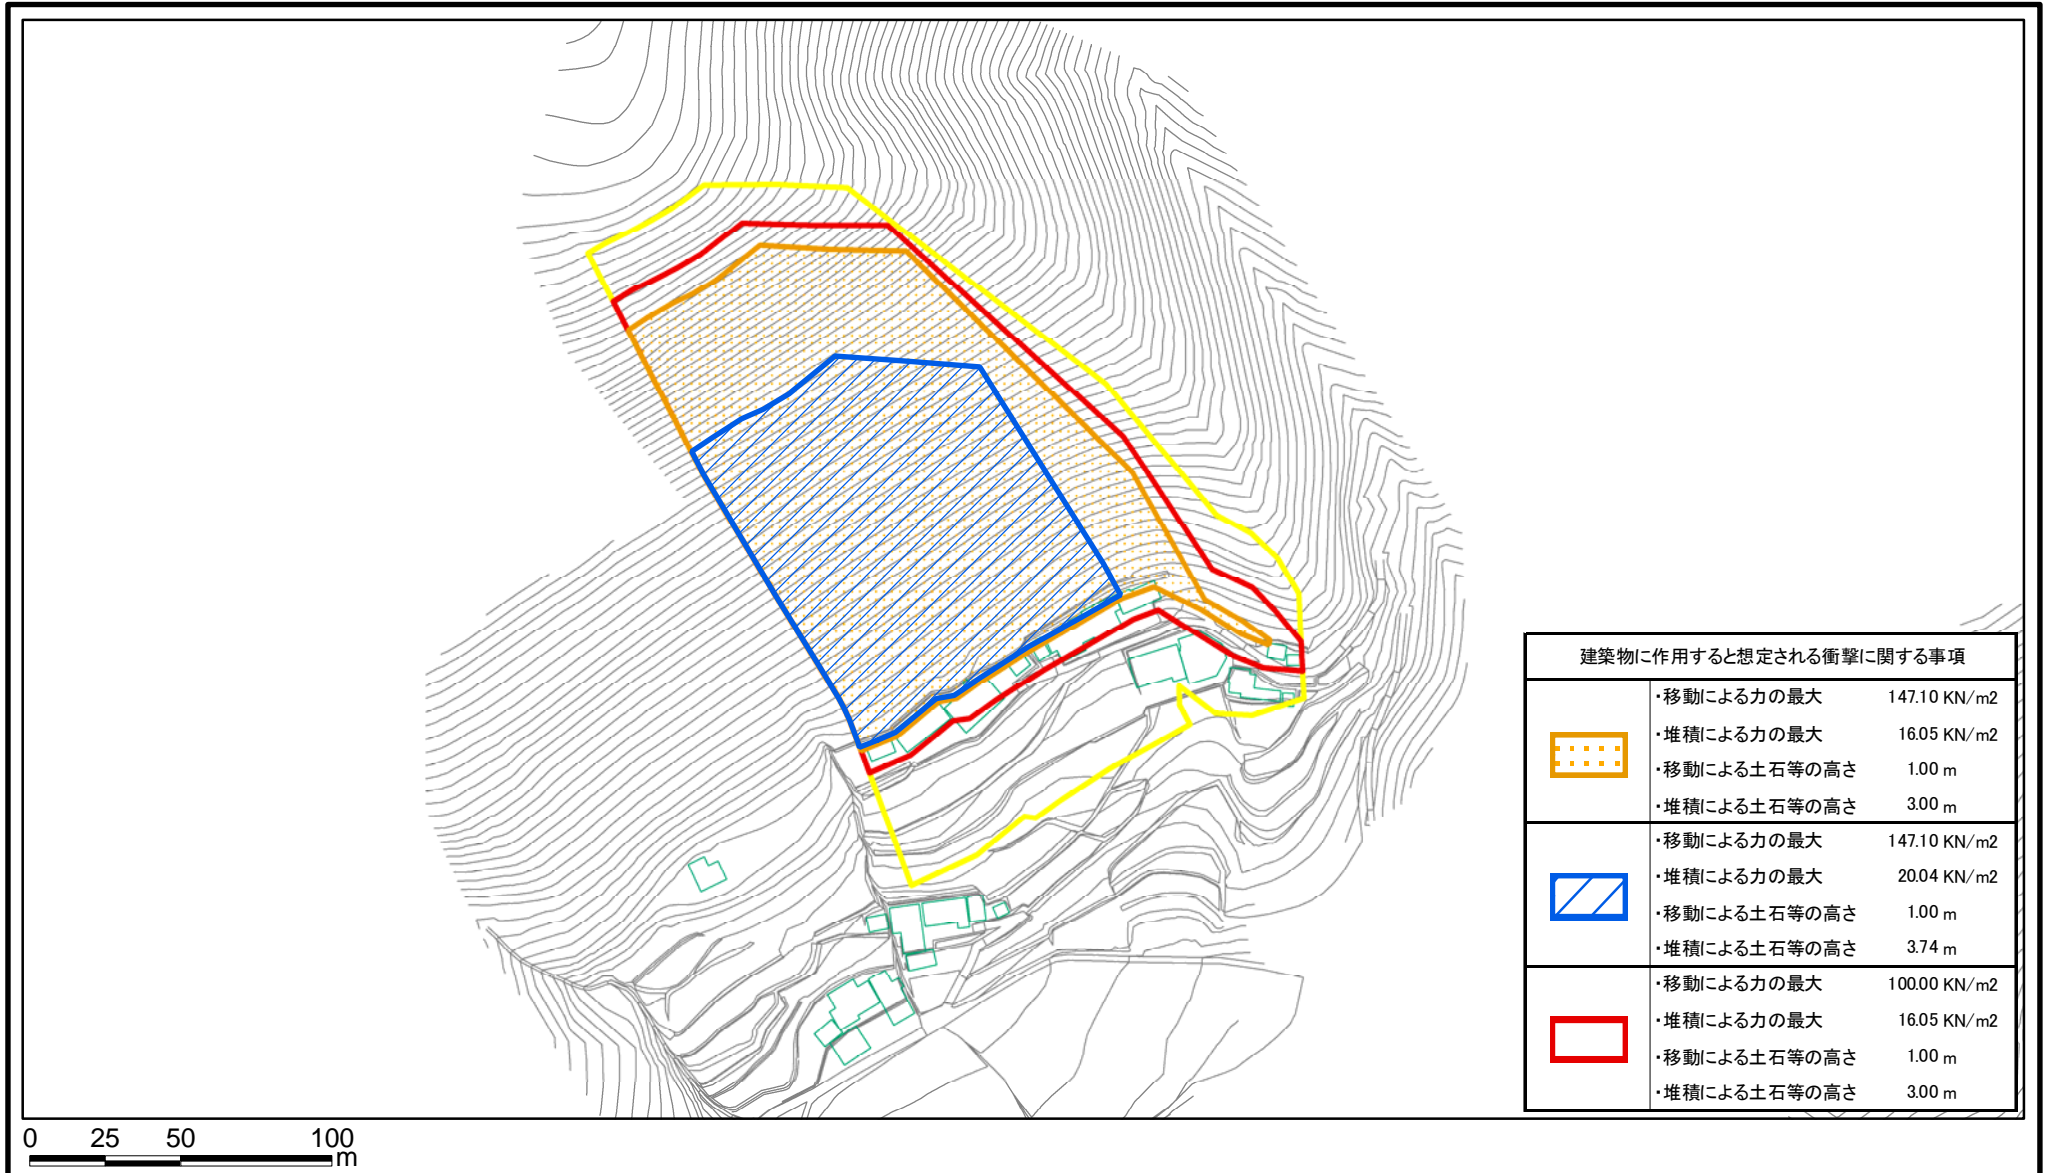 建築物に作用すると想定される衝撃に関する事項
・移動による力の最大 147.10 KN/m2
・堆積による力の最大 16.05 KN/m2
・移動による土石等の高さ 1.00 m
・堆積による土石等の高さ 3.00 m
・移動による力の最大 147.10 KN/m2
・堆積による力の最大 20.04 KN/m2
・移動による土石等の高さ 1.00 m
・堆積による土石等の高さ 3.74 m
・移動による力の最大 100.00 KN/m2
・堆積による力の最大 16.05 KN/m2
・移動による土石等の高さ 1.00 m
・堆積による土石等の高さ 3.00 m
0 25 50 100
m